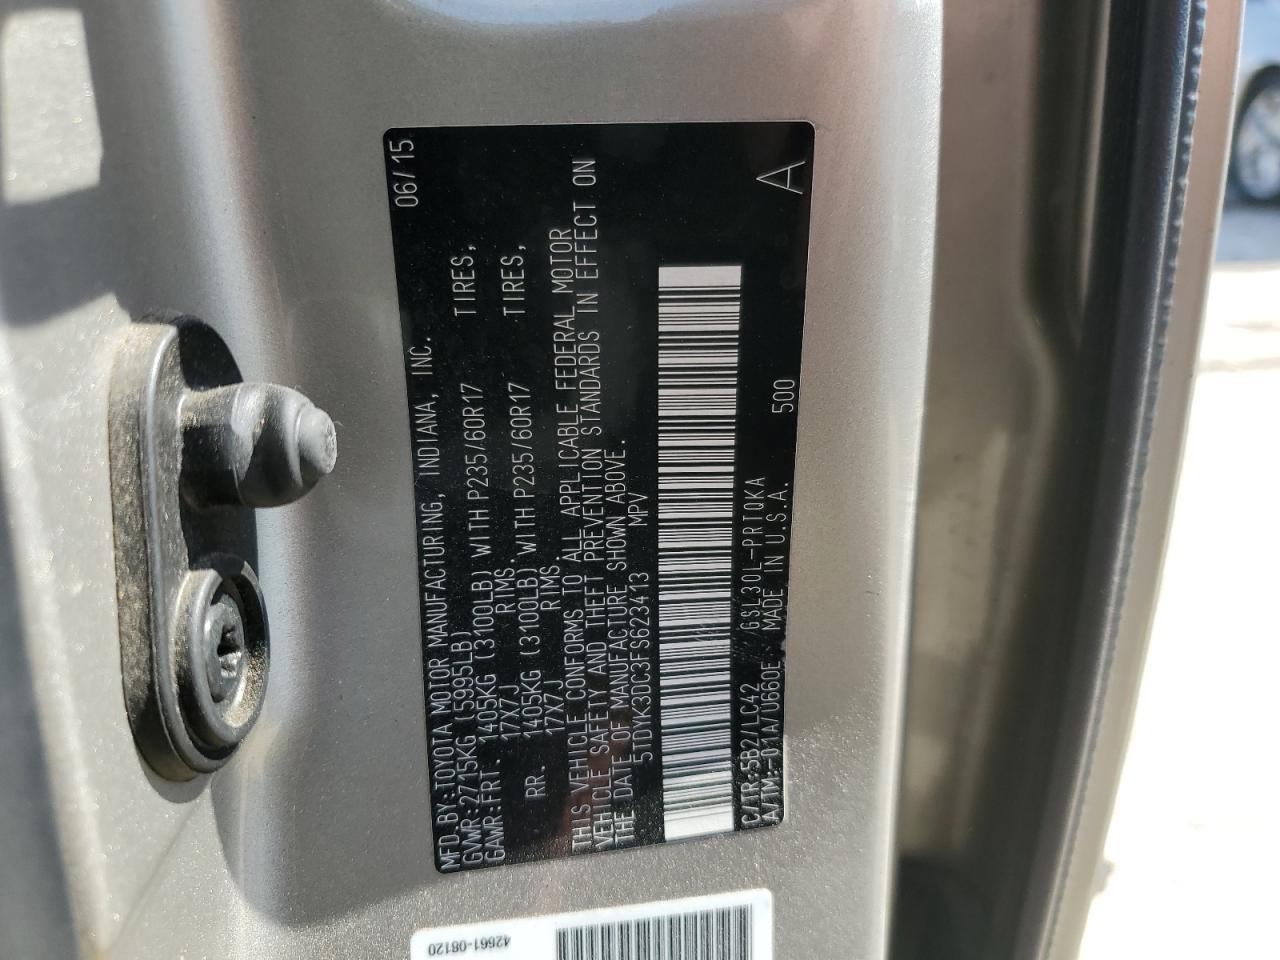 MFD.BY:TOYOTA MOTOR MANUFACTURING, INDIANA, INC. 06/15
GVWR:2715KG (5995LB)
GAWR:FRT. 1405KG (3100LB) WITH P235/60R17 TIRES,
17X7J RIMS.
RR. 1405KG (3100LB) WITH P235/60R17 TIRES,
17X7J RIMS.
THIS VEHICLE CONFORMS TO ALL APPLICABLE FEDERAL MOTOR
VEHICLE SAFETY AND THEFT PREVENTION STANDARDS IN EFFECT ON
THE DATE OF MANUFACTURE SHOWN ABOVE.
5TDYK3DC3FS623413 MPV
C/TR:5B2/LC42 GSL30L-PRTOKA
A/TM:-01A/U660E MADE IN U.S.A. 500 A
42661-08120